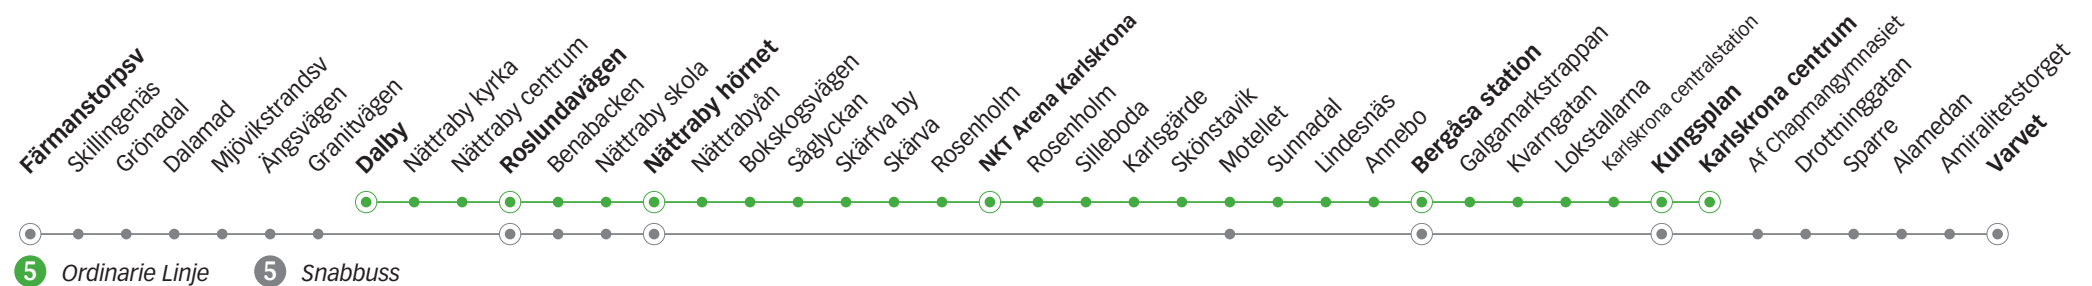 Färmanstorpsv
Skillingenäs
Grönadal
Dalamad
Mjövikstrandsv
Ängsvägen
Granitvägen
Dalby
Nättraby kyrka
Nättraby centrum
Roslundavägen
Benabacken
Nättraby skola
Nättraby hörnet
Nättrabyån
Bokskogsvägen
Såglyckan
Skärfva by
Skärva
Rosenholm
NKT Arena Karlskrona
Rosenholm
Silleboda
Karlsgärde
Skönstavik
Motellet
Sunnadal
Lindesnäs
Annebo
Bergåsa station
Galgamarkstrappan
Kvarngatan
Lokstallarna
Karlskrona Centralstation
Kungsplan
Karlskrona centrum
Af Chapmangymnasiet
Drottninggatan
Sparre
Alamedan
Amiralitetstorget
Varvet
5 Ordinarie Linje 5 Snabbuss